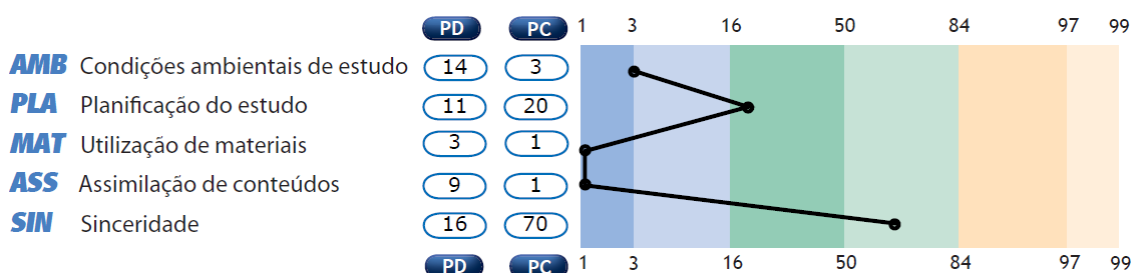 PD PC 1 3 16 50 84 97 99
AMB Condições ambientais de estudo 14 3
PLA Planificação do estudo 11 20
MAT Utilização de materiais 3 1
ASS Assimilação de conteúdos 9 1
SIN Sinceridade 16 70
PD PC 1 3 16 50 84 97 99